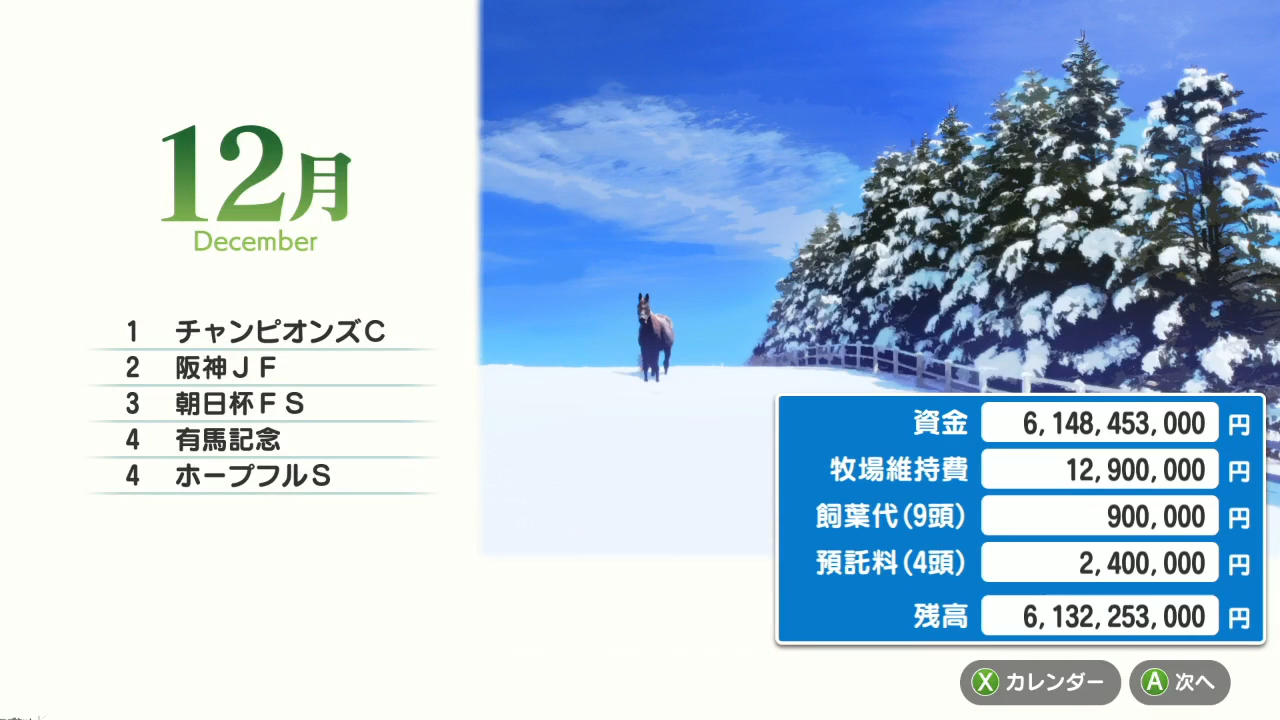 12月
December
1 チャンピオンズC
2 阪神JF
3 朝日杯FS
4 有馬記念
4 ホープフルS
資金 6,148,453,000 円
牧場維持費 12,900,000 円
飼葉代(9頭) 900,000 円
預託料(4頭) 2,400,000 円
残高 6,132,253,000 円
X カレンダー A 次へ